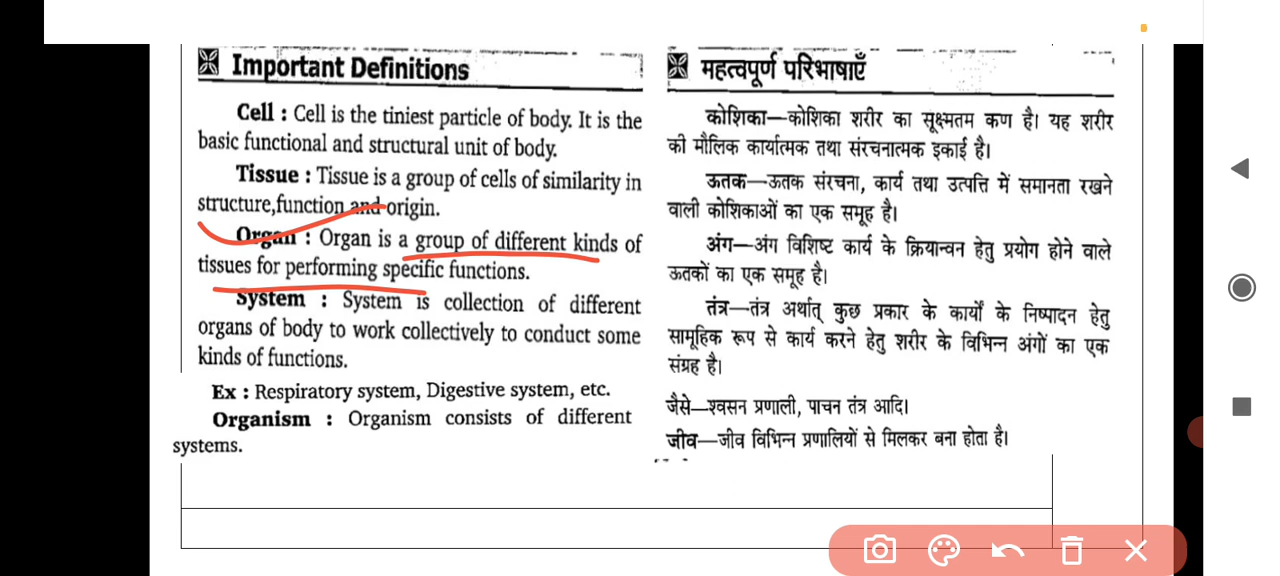 Important Definitions
Cell : Cell is the tiniest particle of body. It is the
basic functional and structural unit of body.
Tissue : Tissue is a group of cells of similarity in
structure,function and origin.
Organ : Organ is a group of different kinds of
tissues for performing specific functions.
System : System is collection of different
organs of body to work collectively to conduct some
kinds of functions.
Ex : Respiratory system, Digestive system, etc.
Organism : Organism consists of different
systems.
महत्वपूर्ण परिभाषाएँ
कोशिका—कोशिका शरीर का सूक्ष्मतम कण है। यह शरीर
की मौलिक कार्यात्मक तथा संरचनात्मक इकाई है।
ऊतक—ऊतक संरचना, कार्य तथा उत्पत्ति में समानता रखने
वाली कोशिकाओं का एक समूह है।
अंग—अंग विशिष्ट कार्य के क्रियान्वन हेतु प्रयोग होने वाले
ऊतकों का एक समूह है।
तंत्र—तंत्र अर्थात् कुछ प्रकार के कार्यों के निष्पादन हेतु
सामूहिक रूप से कार्य करने हेतु शरीर के विभिन्न अंगों का एक
संग्रह है।
जैसे—श्वसन प्रणाली, पाचन तंत्र आदि।
जीव—जीव विभिन्न प्रणालियों से मिलकर बना होता है।